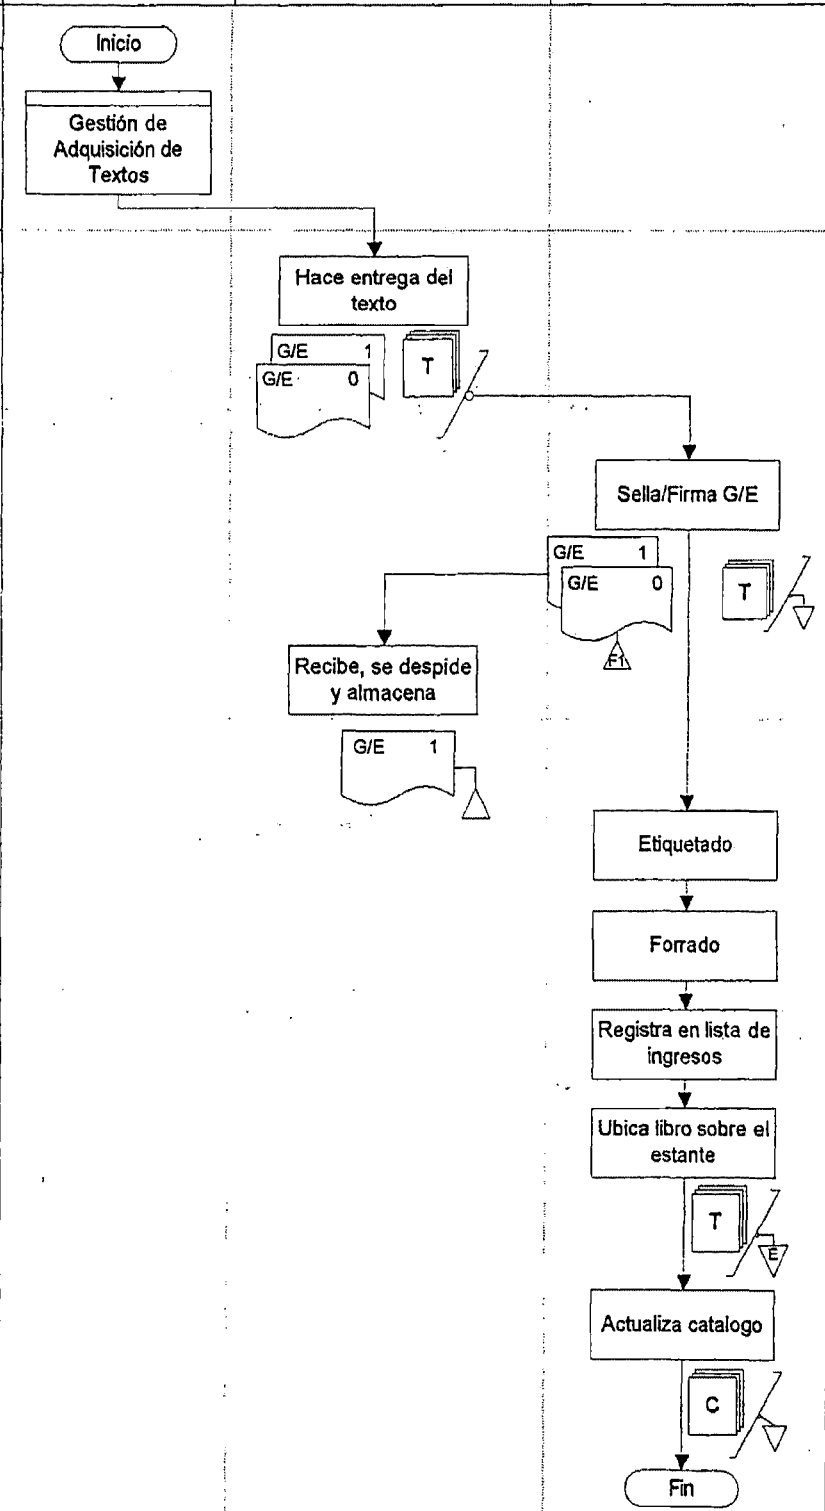 Inicio
Gestión de
Adquisición de
Textos
Hace entrega del
texto
G/E 1
G/E 0
T
Sella/Firma G/E
G/E 1
G/E 0
T
F1
Recibe, se despide
y almacena
G/E 1
Etiquetado
Forrado
Registra en lista de
ingresos
Ubica libro sobre el
estante
T
E
Actualiza catalogo
C
Fin